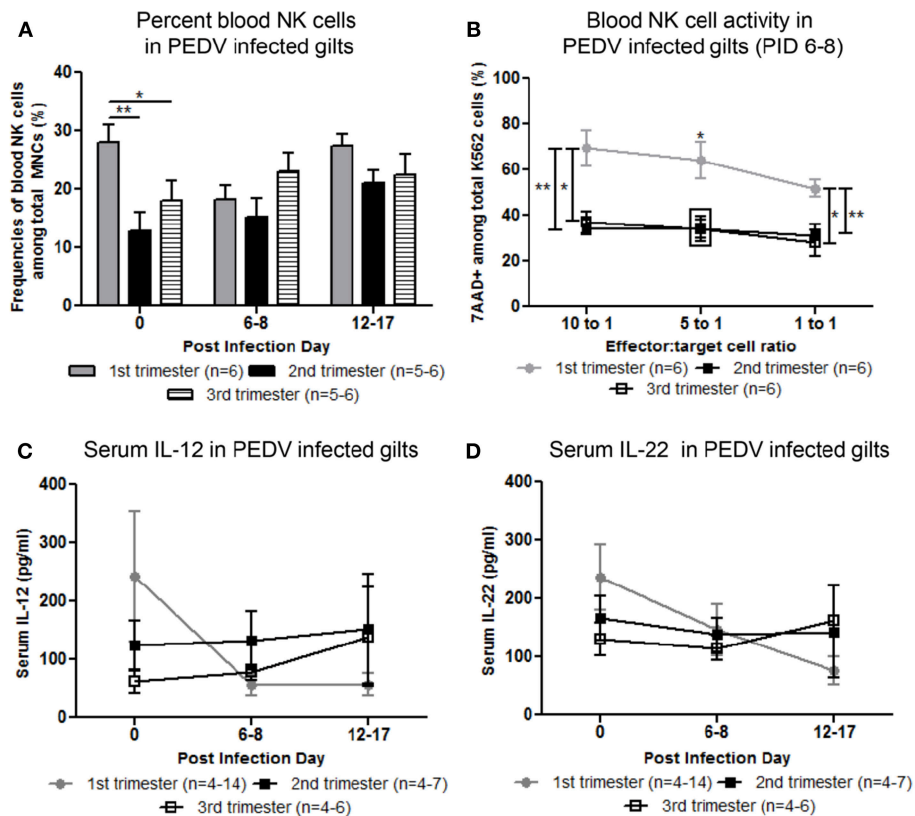 A
Percent blood NK cells
in PEDV infected gilts
Frequencies of blood NK cells
among total MNCs (%)
40
30
20
10
0
*
**
0
6-8
12-17
Post Infection Day
1st trimester (n=6)
2nd trimester (n=5-6)
3rd trimester (n=5-6)
B
Blood NK cell activity in
PEDV infected gilts (PID 6-8)
7AAD+ among total K562 cells (%)
100
80
60
40
20
0
**
*
*
*
**
10 to 1
5 to 1
1 to 1
Effector:target cell ratio
1st trimester (n=6)
2nd trimester (n=6)
3rd trimester (n=6)
C
Serum IL-12 in PEDV infected gilts
Serum IL-12 (pg/ml)
400
300
200
100
0
0
6-8
12-17
Post Infection Day
1st trimester (n=4-14)
2nd trimester (n=4-7)
3rd trimester (n=4-6)
D
Serum IL-22 in PEDV infected gilts
Serum IL-22 (pg/ml)
400
300
200
100
0
0
6-8
12-17
Post Infection Day
1st trimester (n=4-14)
2nd trimester (n=4-7)
3rd trimester (n=4-6)